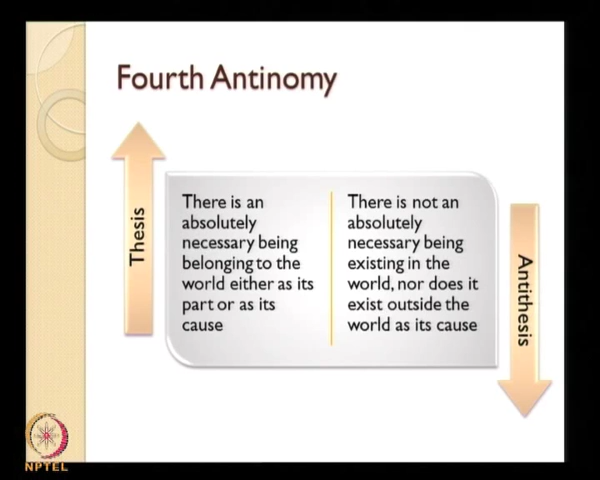 Fourth Antinomy
Thesis
There is an
absolutely
necessary being
belonging to the
world either as its
part or as its
cause
There is not an
absolutely
necessary being
existing in the
world, nor does it
exist outside the
world as its cause
Antithesis
NPTEL